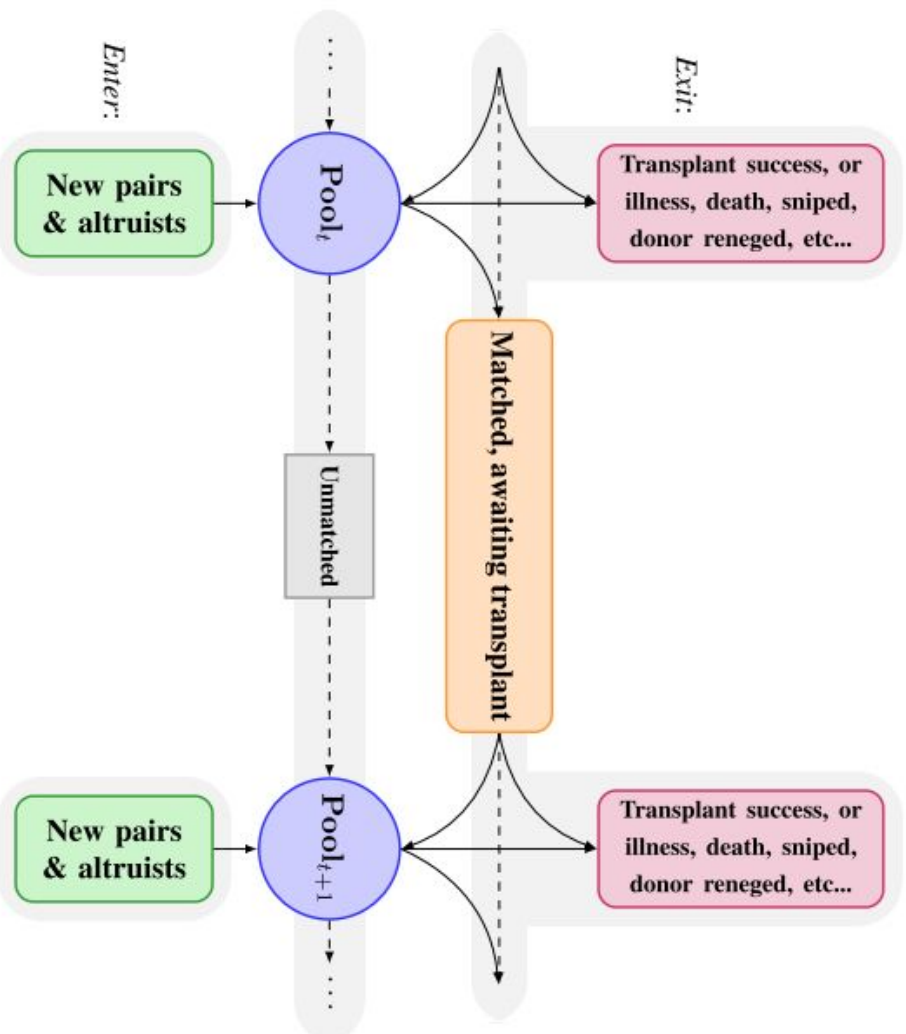 Enter:
Exit:
...
New pairs
& altruists
Pool_t
Transplant success, or
illness, death, sniped,
donor reneged, etc...
Matched, awaiting transplant
Unmatched
New pairs
& altruists
Pool_{t+1}
Transplant success, or
illness, death, sniped,
donor reneged, etc...
....